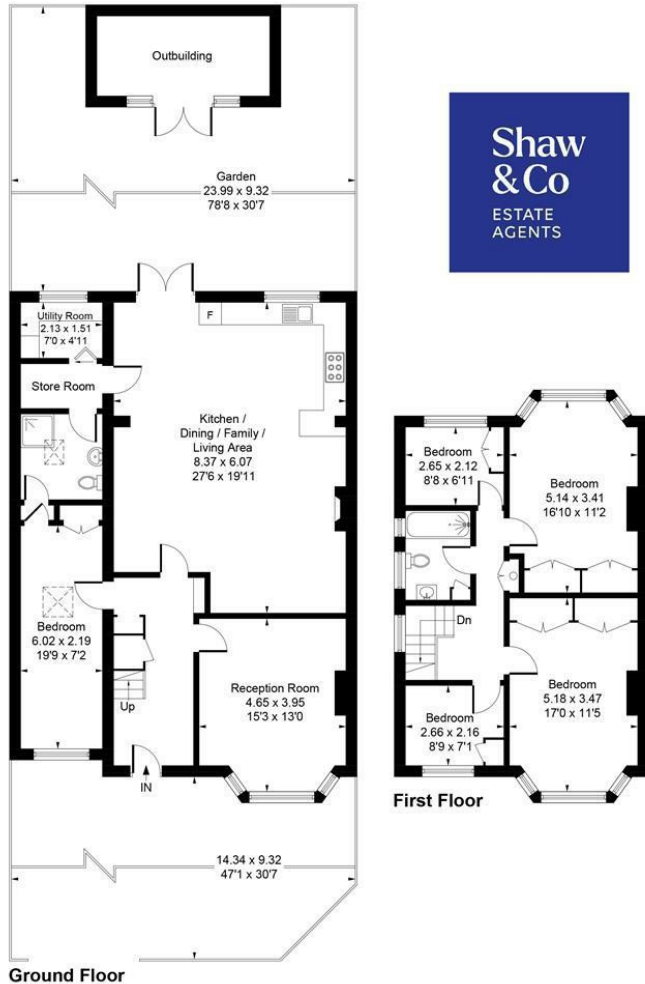 Outbuilding
Shaw
& Co
ESTATE
AGENTS
Garden
23.99 x 9.32
78'8 x 30'7
Utility Room
2.13 x 1.51
7'0 x 4'11
F
Store Room
Kitchen /
Dining / Family /
Living Area
8.37 x 6.07
27'6 x 19'11
Bedroom
6.02 x 2.19
19'9 x 7'2
Up
Reception Room
4.65 x 3.95
15'3 x 13'0
IN
14.34 x 9.32
47'1 x 30'7
Ground Floor
Bedroom
2.65 x 2.12
8'8 x 6'11
Bedroom
5.14 x 3.41
16'10 x 11'2
Dn
Bedroom
5.18 x 3.47
17'0 x 11'5
Bedroom
2.66 x 2.16
8'9 x 7'1
First Floor